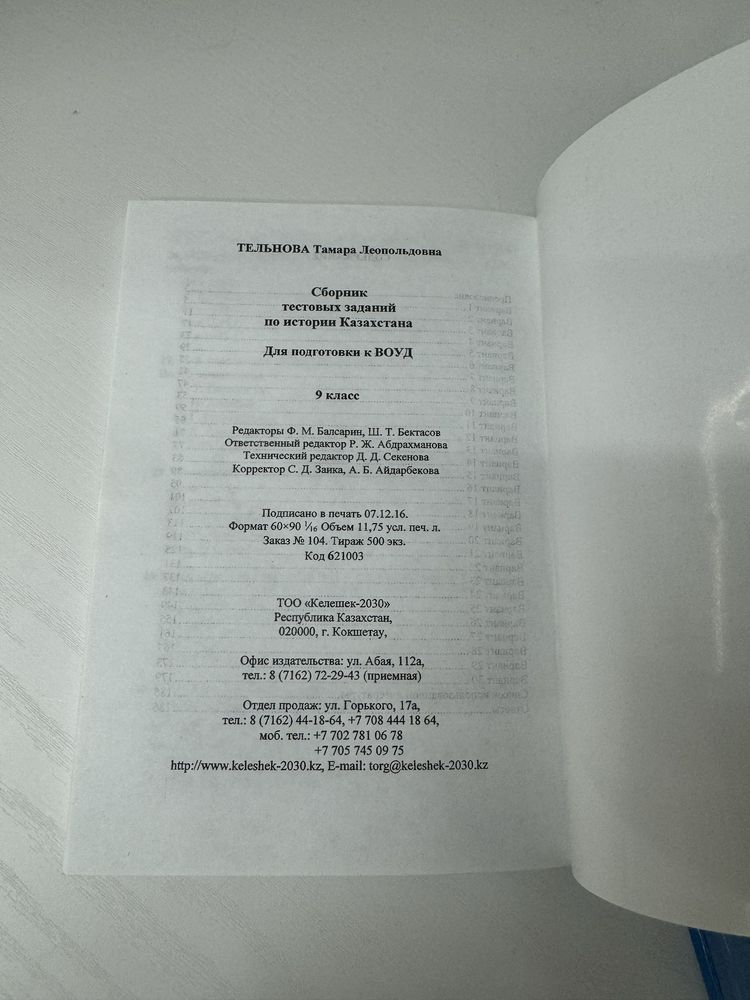 ТЕЛЬНОВА Тамара Леопольдовна
Сборник
тестовых заданий
по истории Казахстана
Для подготовки к ВОУД
9 класс
Редакторы Ф. М. Балсарин, Ш. Т. Бектасов
Ответственный редактор Р. Ж. Абдрахманова
Технический редактор Д. Д. Секенова
Корректор С. Д. Заика, А. Б. Айдарбекова
Подписано в печать 07.12.16.
Формат 60×90 1/16 Объем 11,75 усл. печ. л.
Заказ № 104. Тираж 500 экз.
Код 621003
ТОО «Келешек-2030»
Республика Казахстан,
020000, г. Кокшетау,
Офис издательства: ул. Абая, 112а,
тел.: 8 (7162) 72-29-43 (приемная)
Отдел продаж: ул. Горького, 17а,
тел.: 8 (7162) 44-18-64, +7 708 444 18 64,
моб. тел.: +7 702 781 06 78
+7 705 745 09 75
http://www.keleshek-2030.kz, E-mail: torg@keleshek-2030.kz